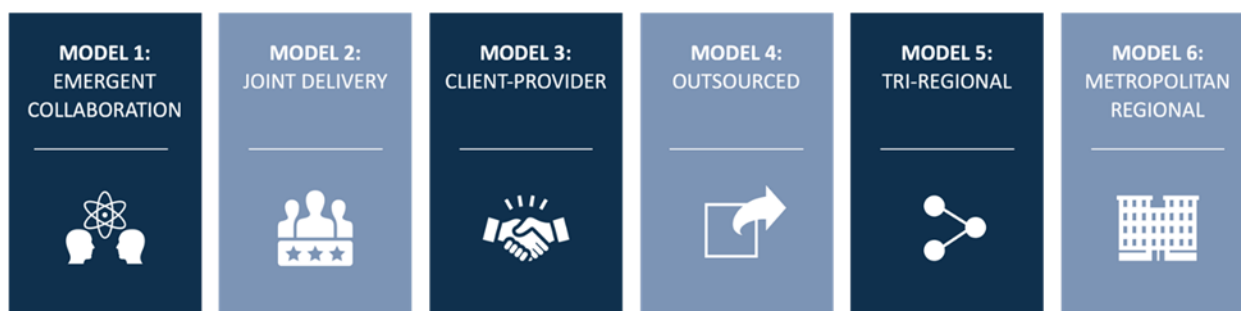 MODEL 1:
EMERGENT
COLLABORATION
MODEL 2:
JOINT DELIVERY
MODEL 3:
CLIENT-PROVIDER
MODEL 4:
OUTSOURCED
MODEL 5:
TRI-REGIONAL
MODEL 6:
METROPOLITAN
REGIONAL